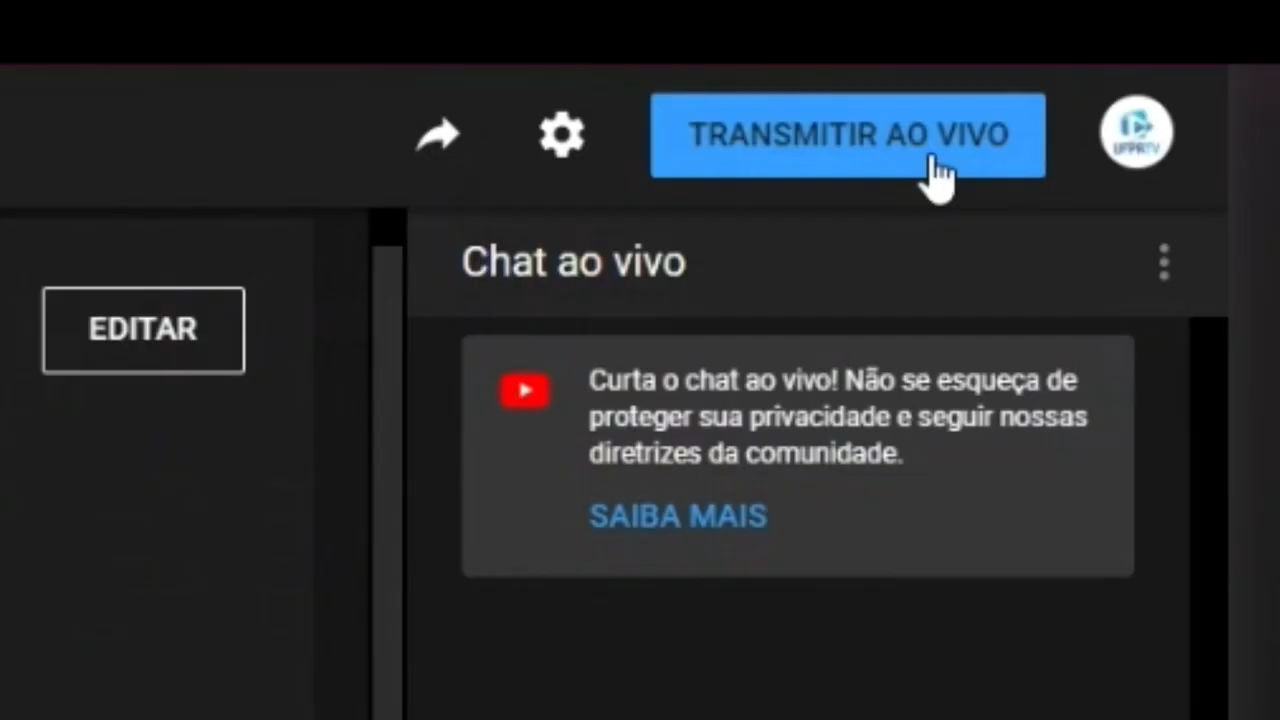 TRANSMITIR AO VIVO
UFPRTV
Chat ao vivo
EDITAR
Curta o chat ao vivo! Não se esqueça de
proteger sua privacidade e seguir nossas
diretrizes da comunidade.
SAIBA MAIS